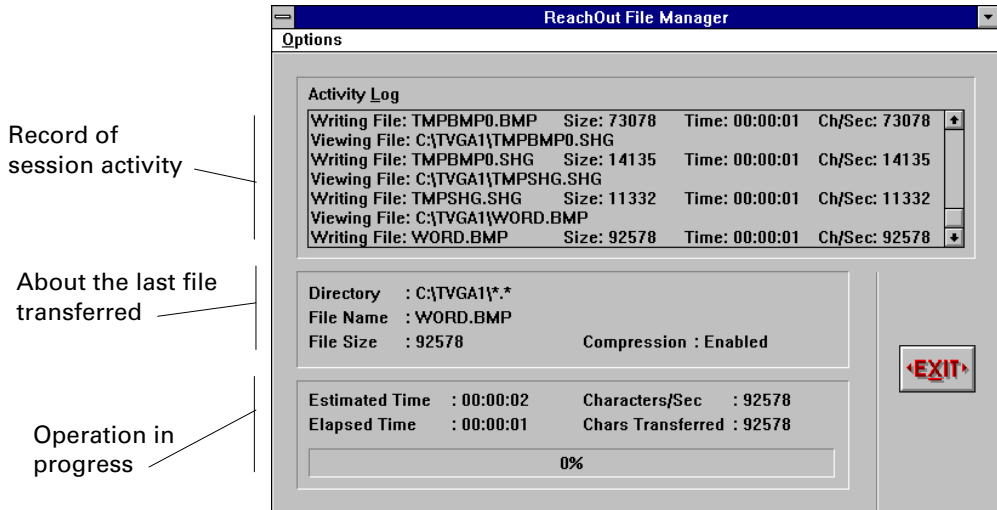 ReachOut File Manager
Options
Activity Log
Writing File: TMPBMP0.BMP Size: 73078 Time: 00:00:01 Ch/Sec: 73078
Viewing File: C:\TVGA1\TMPBMP0.SHG
Writing File: TMPBMP0.SHG Size: 14135 Time: 00:00:01 Ch/Sec: 14135
Viewing File: C:\TVGA1\TMPSHG.SHG
Writing File: TMPSHG.SHG Size: 11332 Time: 00:00:01 Ch/Sec: 11332
Viewing File: C:\TVGA1\WORD.BMP
Writing File: WORD.BMP Size: 92578 Time: 00:00:01 Ch/Sec: 92578
Record of
session activity
Directory : C:\TVGA1\*.*
File Name : WORD.BMP
File Size : 92578 Compression : Enabled
About the last file
transferred
EXIT
Estimated Time : 00:00:02 Characters/Sec : 92578
Elapsed Time : 00:00:01 Chars Transferred : 92578
0%
Operation in
progress